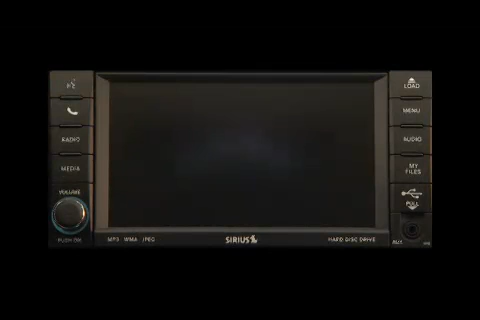 LOAD
MENU
RADIO
AUDIO
MEDIA
MY
FILES
VOLUME
PULL
PUSH ON
MP3 WMA JPEG
SIRIUS
HARD DISC DRIVE
AUX